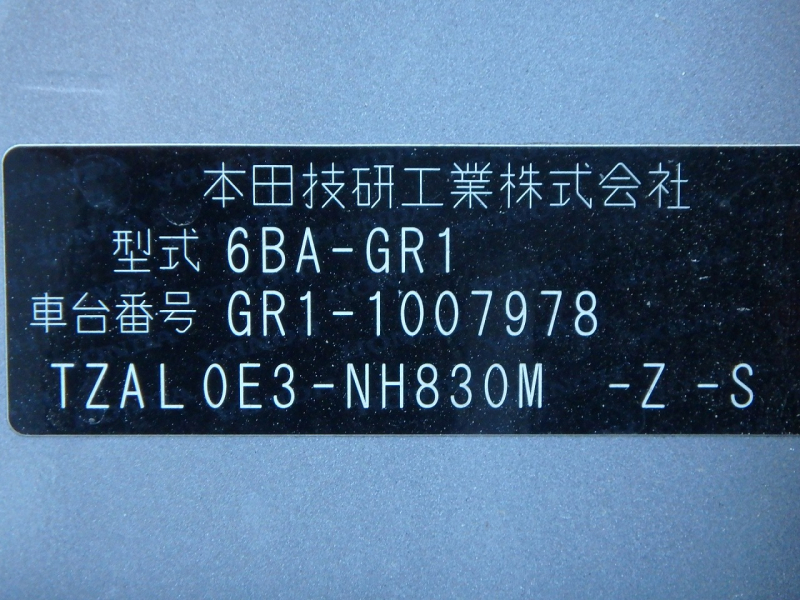 本田技研工業株式会社
型式 6BA-GR1
車台番号 GR1-1007978
TZAL0E3-NH830M -Z -S